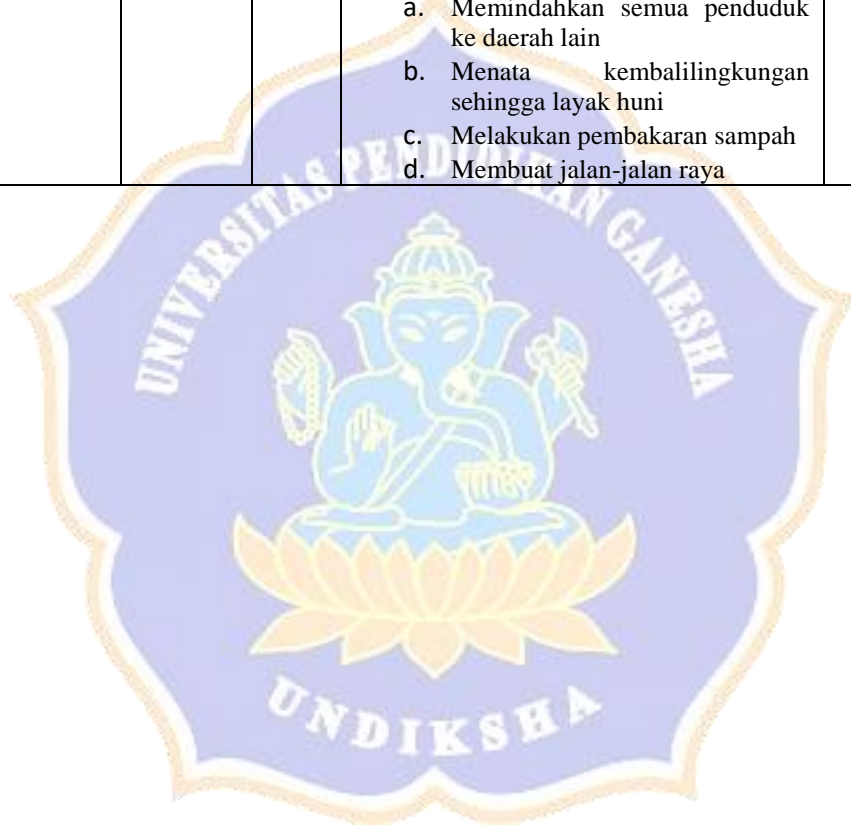 a. Memindahkan semua penduduk
ke daerah lain
b. Menata kembalilingkungan
sehingga layak huni
c. Melakukan pembakaran sampah
d. Membuat jalan-jalan raya
UNIVERSITAS PENDIDIKAN GANESHA
UNDIKSHA